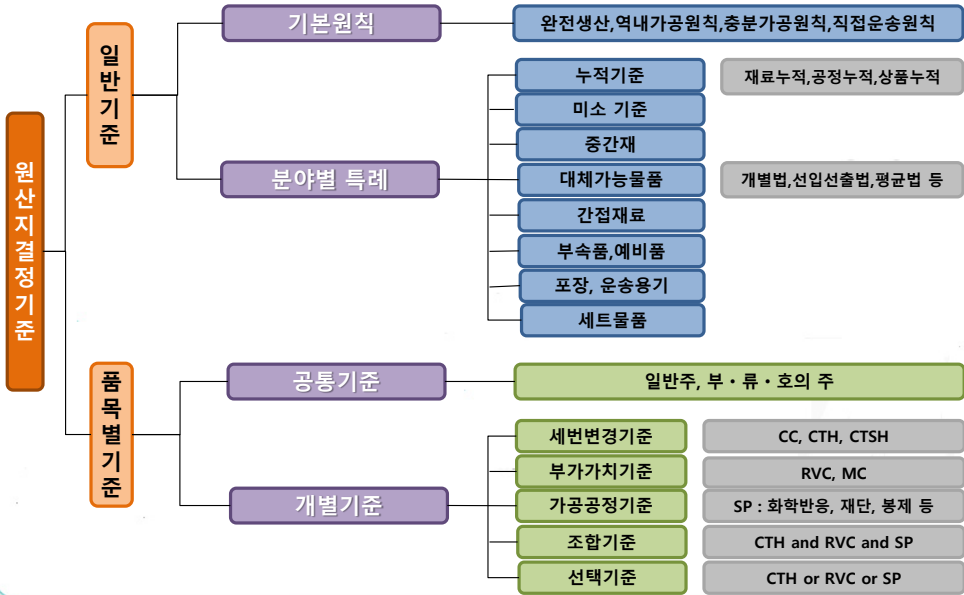 원산지결정기준
일반기준
기본원칙
완전생산,역내가공원칙,충분가공원칙,직접운송원칙
분야별 특례
누적기준
재료누적,공정누적,상품누적
미소 기준
중간재
대체가능물품
개별법,선입선출법,평균법 등
간접재료
부속품,예비품
포장, 운송용기
세트물품
품목별기준
공통기준
일반주, 부・류・호의 주
개별기준
세번변경기준
CC, CTH, CTSH
부가가치기준
RVC, MC
가공공정기준
SP : 화학반응, 재단, 봉제 등
조합기준
CTH and RVC and SP
선택기준
CTH or RVC or SP